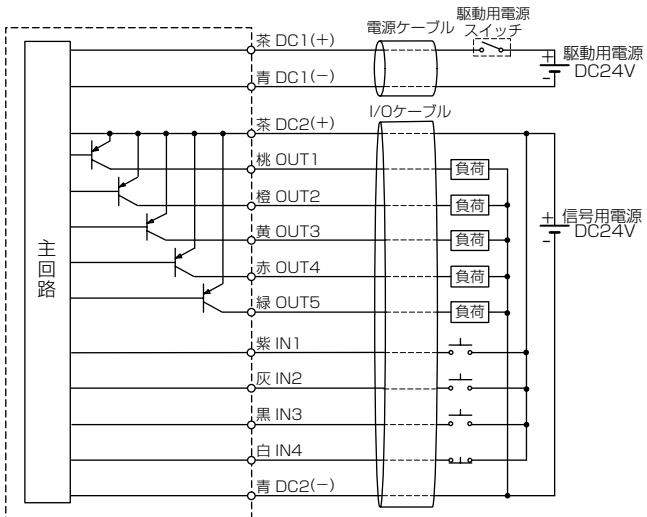 電源ケーブル
駆動用電源
スイッチ
茶 DC1(+)
青 DC1(−)
+
-
駆動用電源
DC24V
I/Oケーブル
茶 DC2(+)
桃 OUT1
負荷
橙 OUT2
負荷
黄 OUT3
負荷
赤 OUT4
負荷
緑 OUT5
負荷
+
-
信号用電源
DC24V
主回路
紫 IN1
灰 IN2
黒 IN3
白 IN4
青 DC2(−)